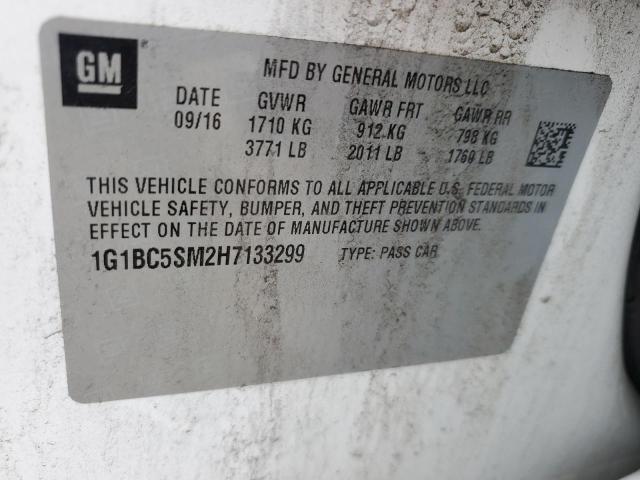 GM
MFD BY GENERAL MOTORS LLC
DATE GVWR GAWR FRT GAWR RR
09/16 1710 KG 912 KG 798 KG
3771 LB 2011 LB 1760 LB
THIS VEHICLE CONFORMS TO ALL APPLICABLE U.S. FEDERAL MOTOR
VEHICLE SAFETY, BUMPER, AND THEFT PREVENTION STANDARDS IN
EFFECT ON THE DATE OF MANUFACTURE SHOWN ABOVE.
1G1BC5SM2H7133299 TYPE: PASS CAR